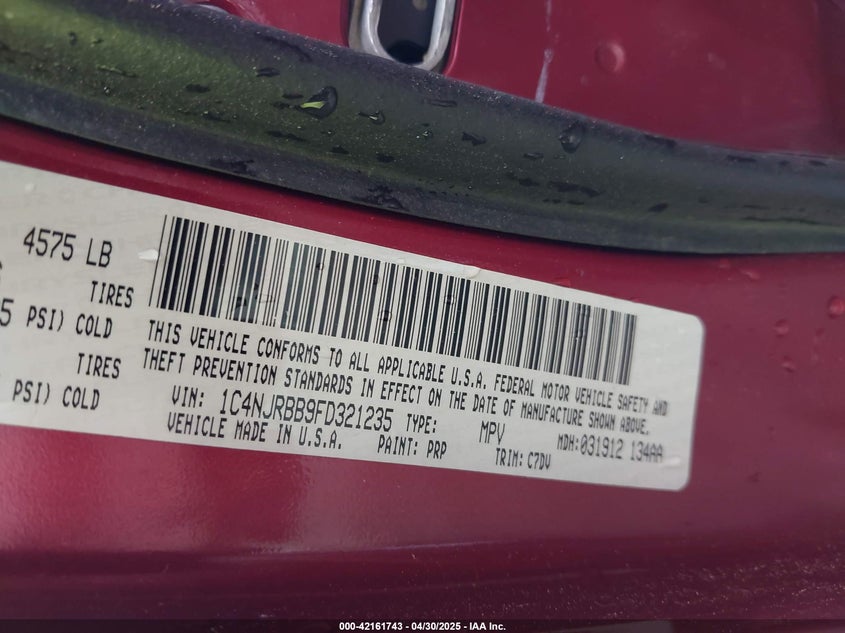 4575 LB
TIRES
5 PSI) COLD
TIRES
PSI) COLD
THIS VEHICLE CONFORMS TO ALL APPLICABLE U.S.A. FEDERAL MOTOR VEHICLE SAFETY AND
THEFT PREVENTION STANDARDS IN EFFECT ON THE DATE OF MANUFACTURE SHOWN ABOVE.
VIN: 1C4NJRBB9FD321235 TYPE: MPV MDH:031912 134AA
VEHICLE MADE IN U.S.A. PAINT: PRP TRIM: C7DV
000-42161743 - 04/30/2025 - IAA Inc.